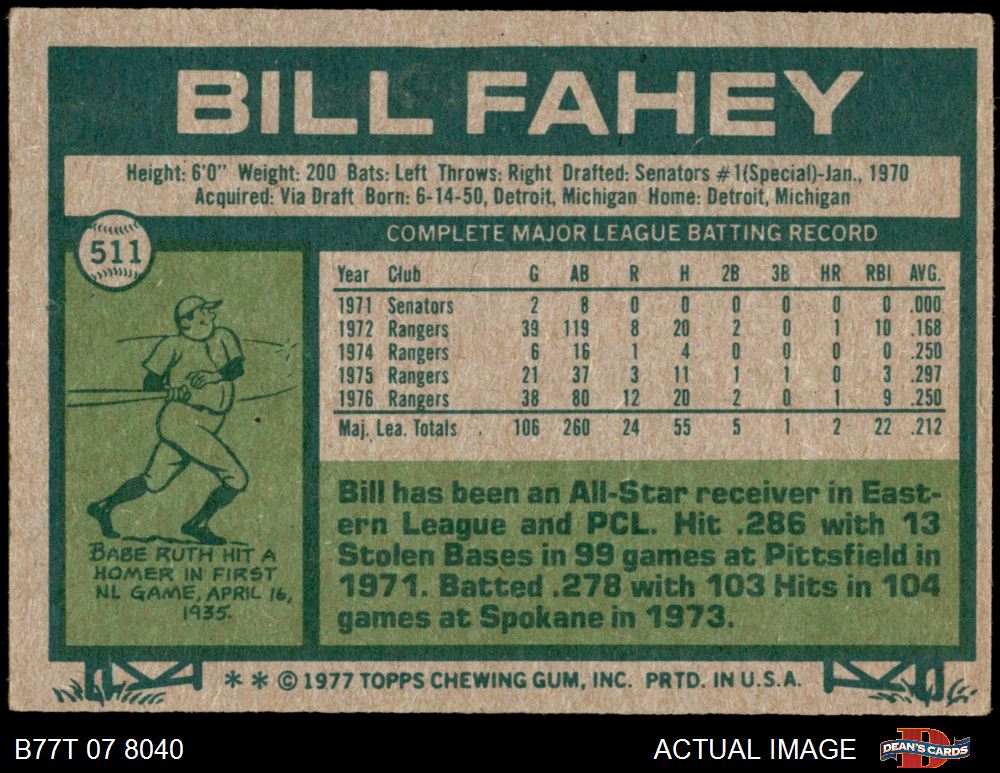 BILL FAHEY
Height: 6'0" Weight: 200 Bats: Left Throws: Right Drafted: Senators #1(Special)-Jan., 1970
Acquired: Via Draft Born: 6-14-50, Detroit, Michigan Home: Detroit, Michigan
511
COMPLETE MAJOR LEAGUE BATTING RECORD
Year Club G AB R H 2B 3B HR RBI AVG.
1971 Senators 2 8 0 0 0 0 0 0 .000
1972 Rangers 39 119 8 20 2 0 1 10 .168
1974 Rangers 6 16 1 4 0 0 0 0 .250
1975 Rangers 21 37 3 11 1 1 0 3 .297
1976 Rangers 38 80 12 20 2 0 1 9 .250
Maj. Lea. Totals 106 260 24 55 5 1 2 22 .212
BABE RUTH HIT A
HOMER IN FIRST
NL GAME, APRIL 16,
1935.
Bill has been an All-Star receiver in East-
ern League and PCL. Hit .286 with 13
Stolen Bases in 99 games at Pittsfield in
1971. Batted .278 with 103 Hits in 104
games at Spokane in 1973.
* * © 1977 TOPPS CHEWING GUM, INC. PRTD. IN U.S.A.
B77T 07 8040
ACTUAL IMAGE
DEAN'S CARDS